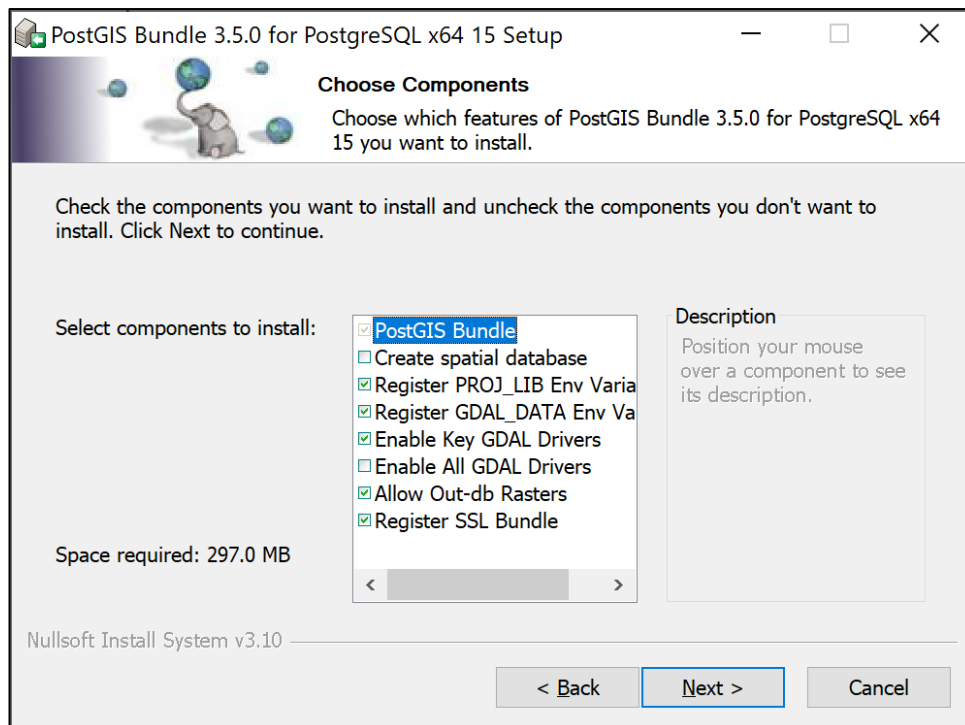 PostGIS Bundle 3.5.0 for PostgreSQL x64 15 Setup
Choose Components
Choose which features of PostGIS Bundle 3.5.0 for PostgreSQL x64
15 you want to install.
Check the components you want to install and uncheck the components you don't want to
install. Click Next to continue.
Select components to install:
PostGIS Bundle
Create spatial database
Register PROJ_LIB Env Varia
Register GDAL_DATA Env Va
Enable Key GDAL Drivers
Enable All GDAL Drivers
Allow Out-db Rasters
Register SSL Bundle
Description
Position your mouse
over a component to see
its description.
Space required: 297.0 MB
Nullsoft Install System v3.10
< Back
Next >
Cancel